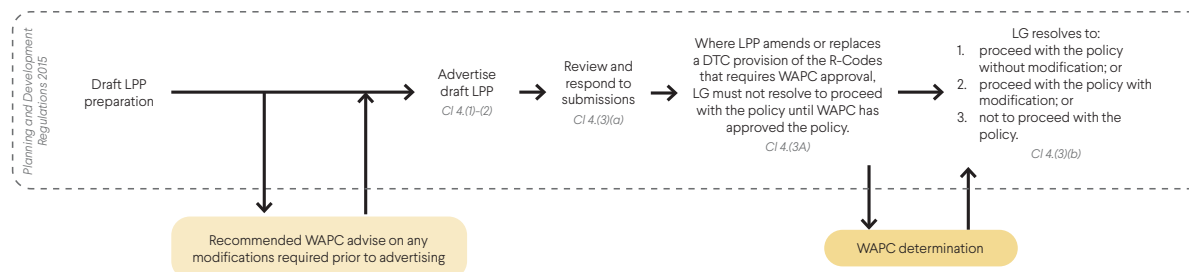 Planning and Development
Regulations 2015
Draft LPP
preparation
Advertise
draft LPP
Cl 4.(1)-(2)
Review and
respond to
submissions
Cl 4.(3)(a)
Where LPP amends or replaces
a DTC provision of the R-Codes
that requires WAPC approval,
LG must not resolve to proceed
with the policy until WAPC has
approved the policy.
Cl 4.(3A)
LG resolves to:
1. proceed with the policy
without modification; or
2. proceed with the policy with
modification; or
3. not to proceed with the
policy.
Cl 4.(3)(b)
Recommended WAPC advise on any
modifications required prior to advertising
WAPC determination